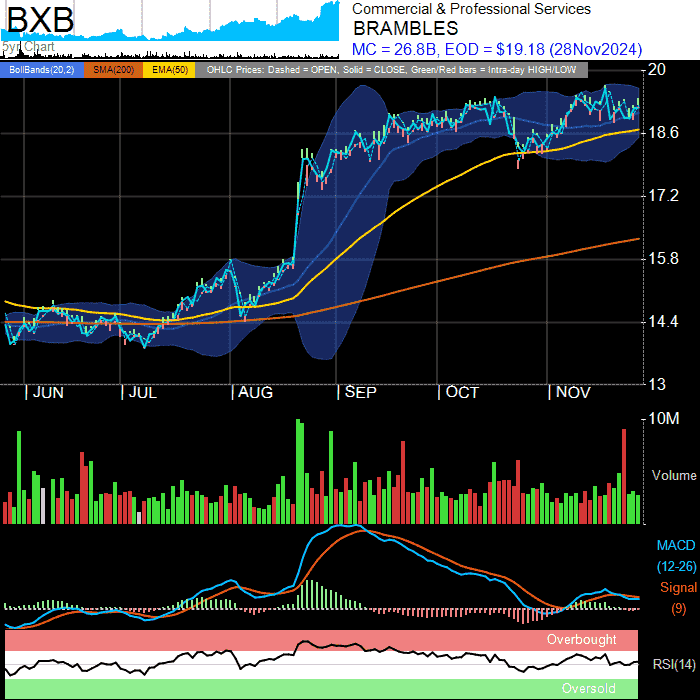 BXB
5yr Chart
Commercial & Professional Services
BRAMBLES
MC = 26.8B, EOD = $19.18 (28Nov2024)
BollBands(20,2) SMA(200) EMA(50) OHLC Prices: Dashed = OPEN, Solid = CLOSE, Green/Red bars = Intra-day HIGH/LOW
20
18.6
17.2
15.8
14.4
13
JUN JUL AUG SEP OCT NOV
10M
Volume
MACD
(12-26)
Signal
(9)
Overbought
RSI(14)
Oversold